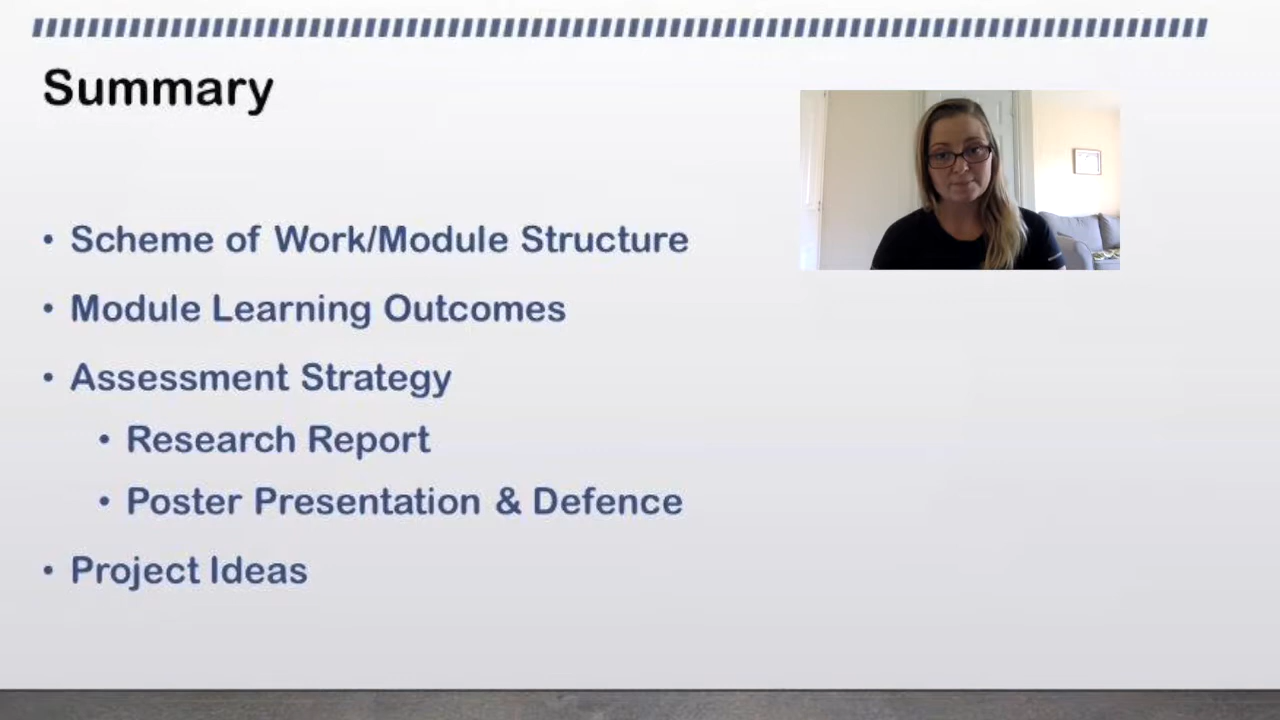 Summary
• Scheme of Work/Module Structure
• Module Learning Outcomes
• Assessment Strategy
• Research Report
• Poster Presentation & Defence
• Project Ideas